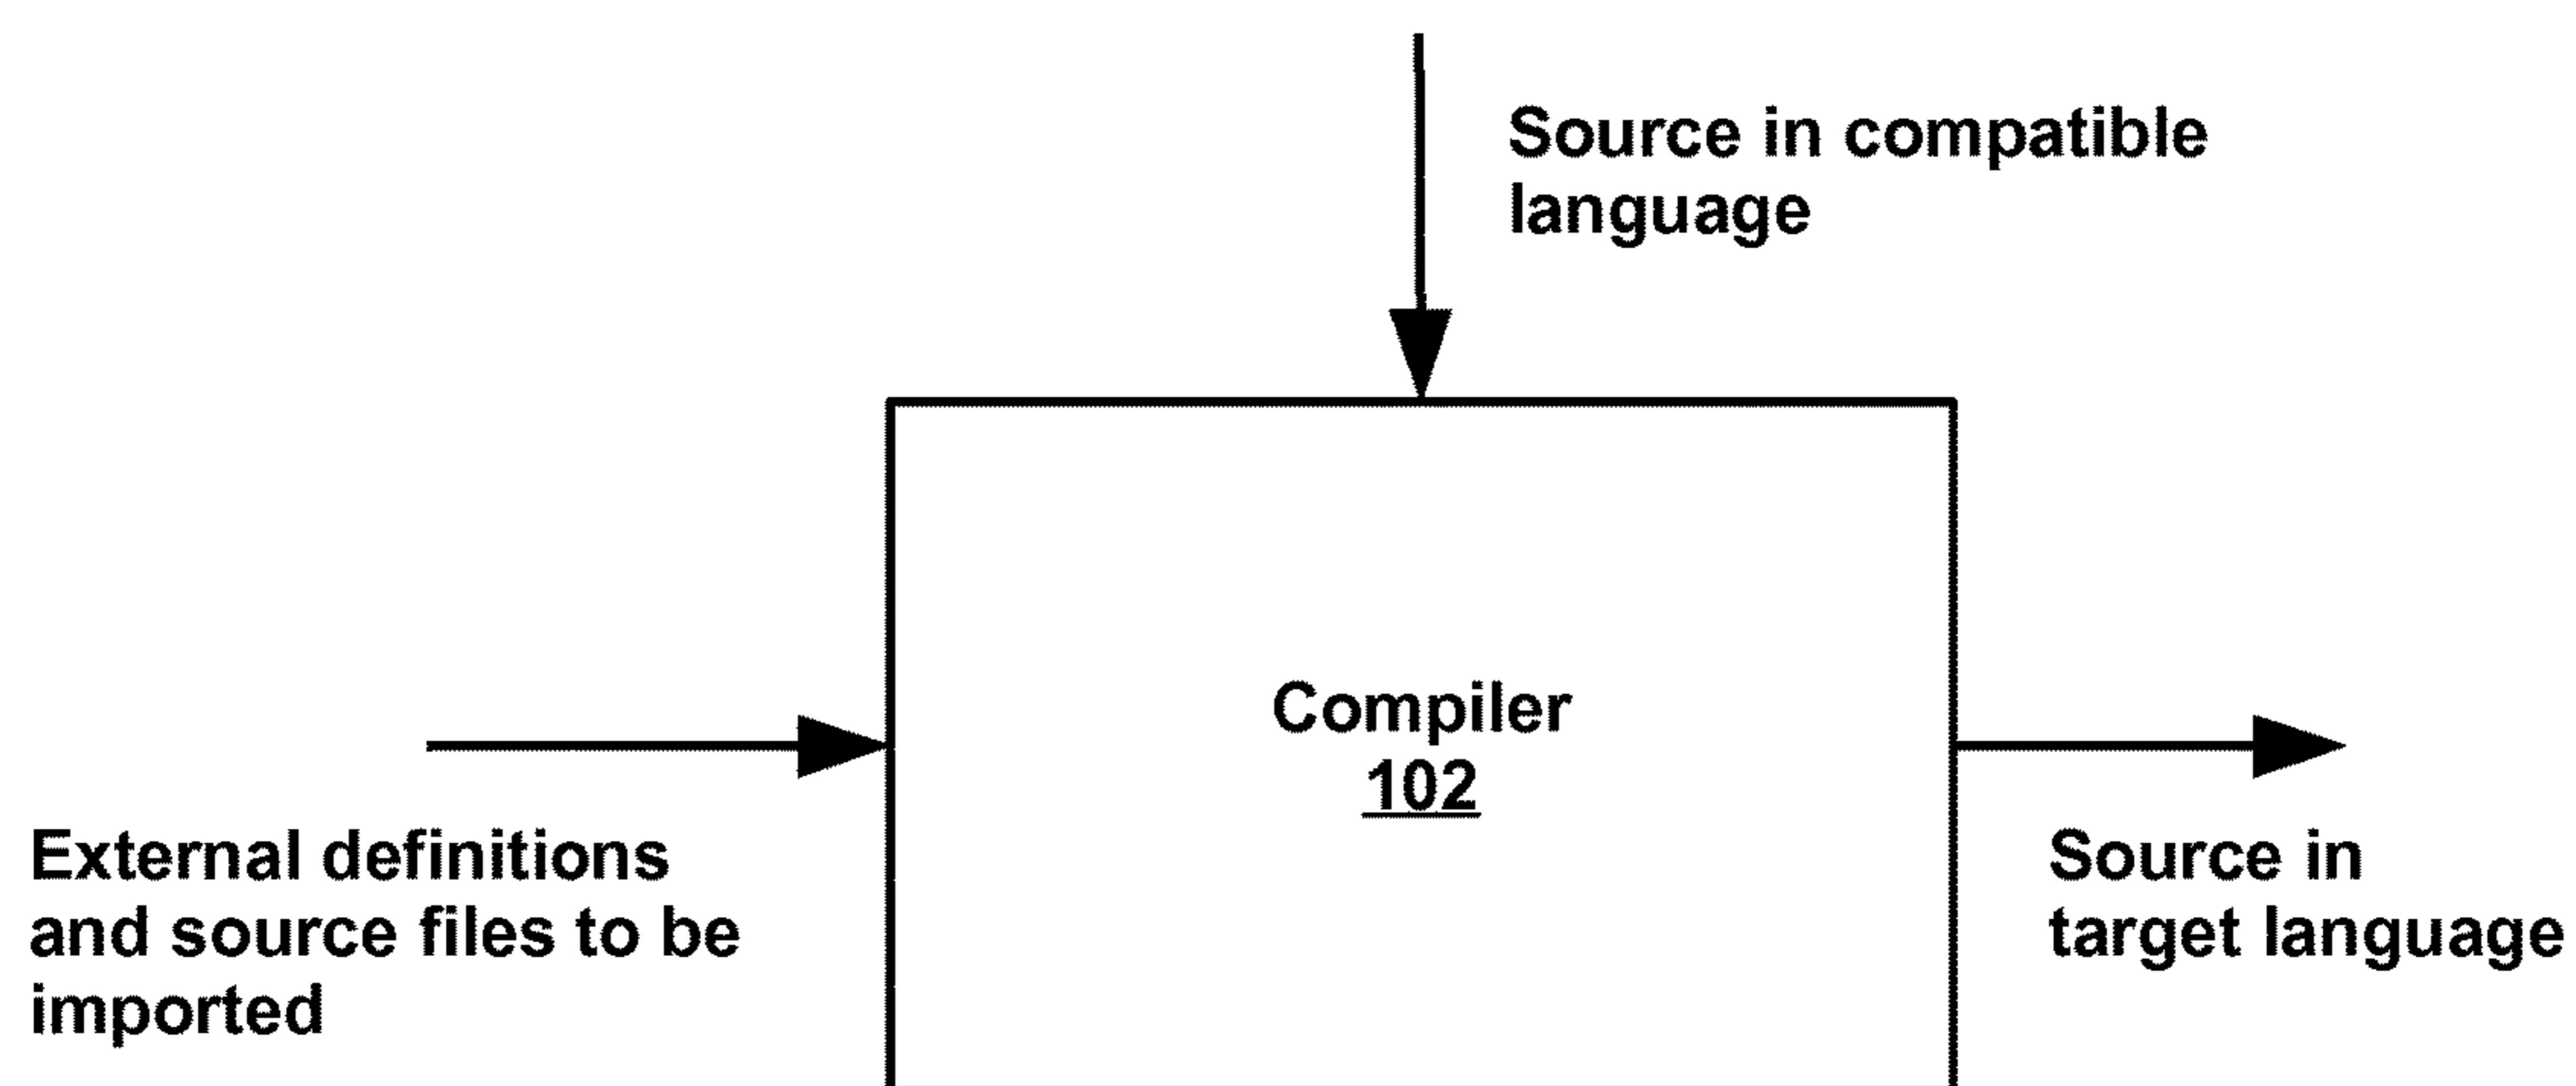 Source in compatible
language
Compiler
102
External definitions
and source files to be
imported
Source in
target language